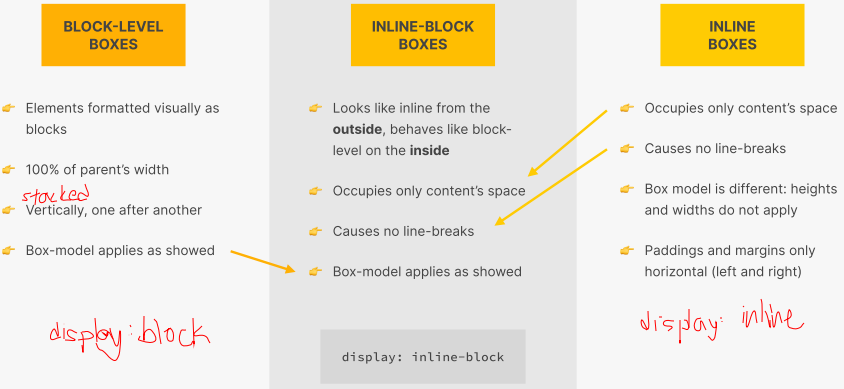 BLOCK-LEVEL
BOXES
Elements formatted visually as
blocks
100% of parent's width
stacked
Vertically, one after another
Box-model applies as showed
display: block
INLINE-BLOCK
BOXES
Looks like inline from the
outside, behaves like block-
level on the inside
Occupies only content's space
Causes no line-breaks
Box-model applies as showed
display: inline-block
INLINE
BOXES
Occupies only content's space
Causes no line-breaks
Box model is different: heights
and widths do not apply
Paddings and margins only
horizontal (left and right)
display: inline